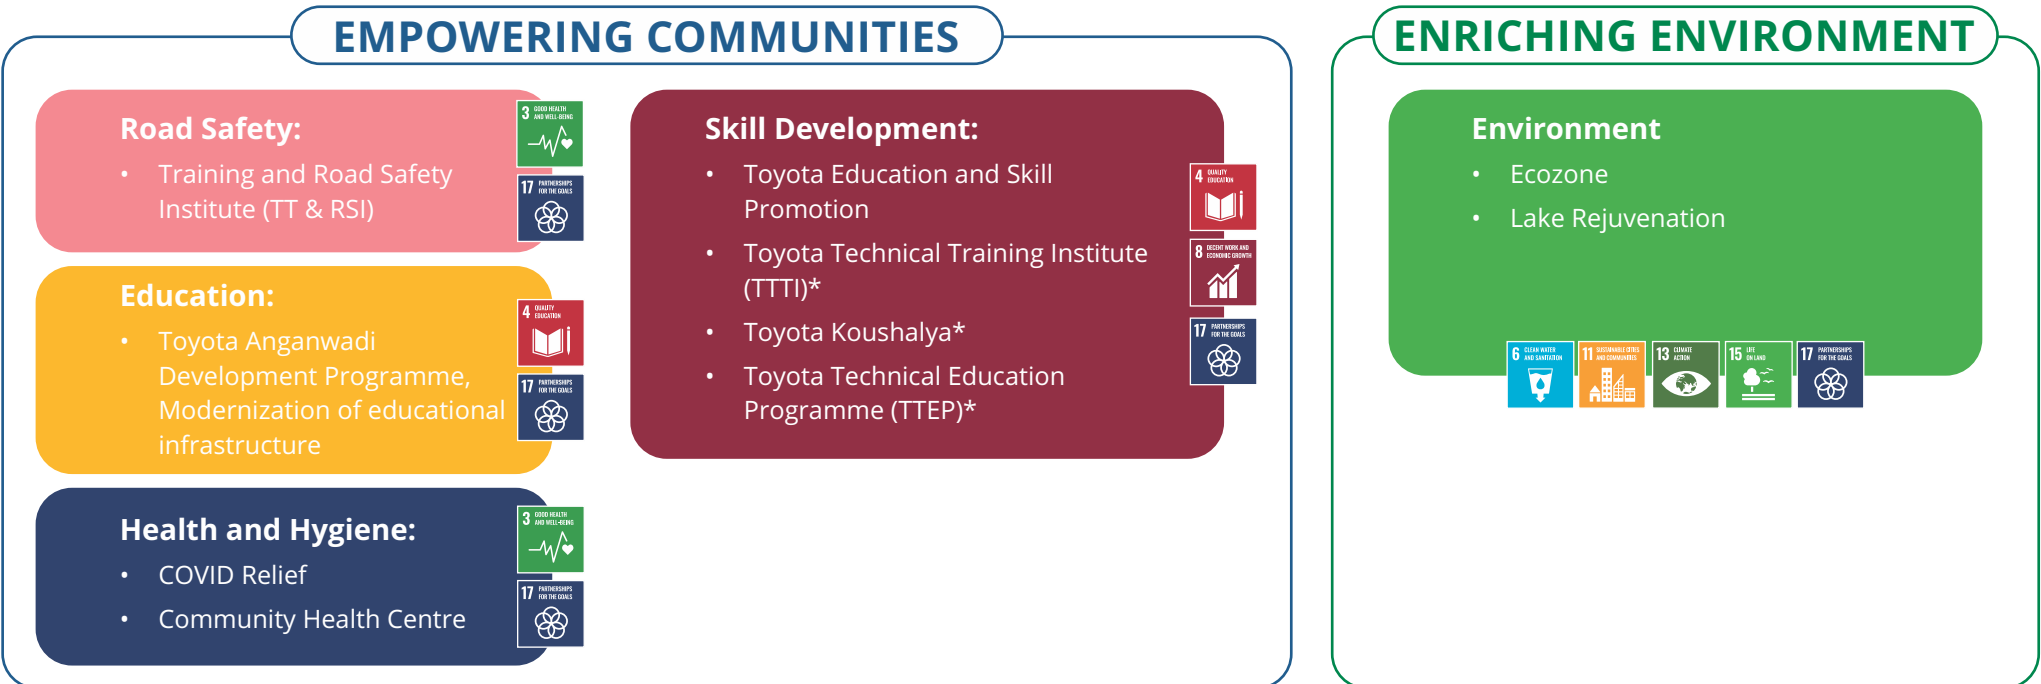 EMPOWERING COMMUNITIES
Road Safety:
• Training and Road Safety
Institute (TT & RSI)
3 GOOD HEALTH
AND WELL-BEING
17 PARTNERSHIPS
FOR THE GOALS
Education:
• Toyota Anganwadi
Development Programme,
Modernization of educational
infrastructure
4 QUALITY
EDUCATION
17 PARTNERSHIPS
FOR THE GOALS
Health and Hygiene:
• COVID Relief
• Community Health Centre
3 GOOD HEALTH
AND WELL-BEING
17 PARTNERSHIPS
FOR THE GOALS
Skill Development:
• Toyota Education and Skill
Promotion
• Toyota Technical Training Institute
(TTTI)*
• Toyota Koushalya*
• Toyota Technical Education
Programme (TTEP)*
4 QUALITY
EDUCATION
8 DECENT WORK AND
ECONOMIC GROWTH
17 PARTNERSHIPS
FOR THE GOALS
ENRICHING ENVIRONMENT
Environment
• Ecozone
• Lake Rejuvenation
6 CLEAN WATER
AND SANITATION
11 SUSTAINABLE CITIES
AND COMMUNITIES
13 CLIMATE
ACTION
15 LIFE
ON LAND
17 PARTNERSHIPS
FOR THE GOALS